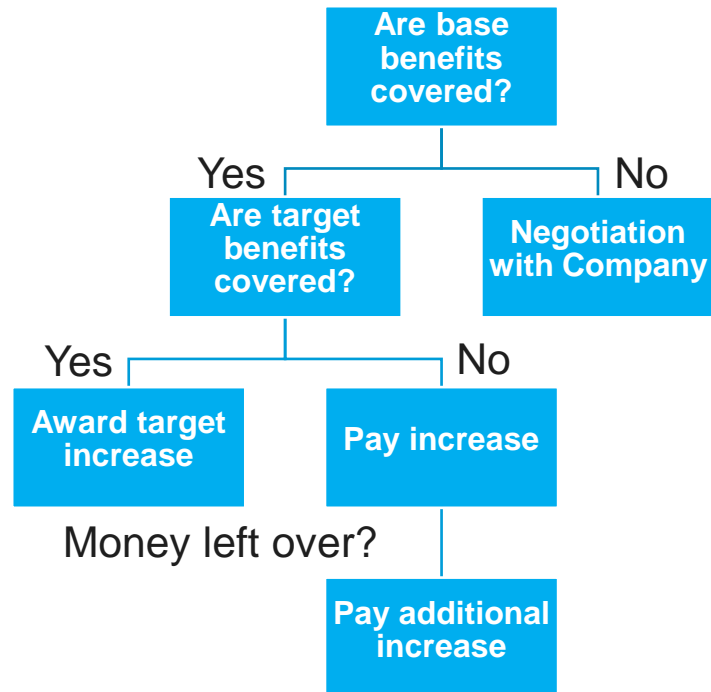 Are base
benefits
covered?
Yes
No
Are target
benefits
covered?
Negotiation
with Company
Yes
No
Award target
increase
Pay increase
Money left over?
Pay additional
increase